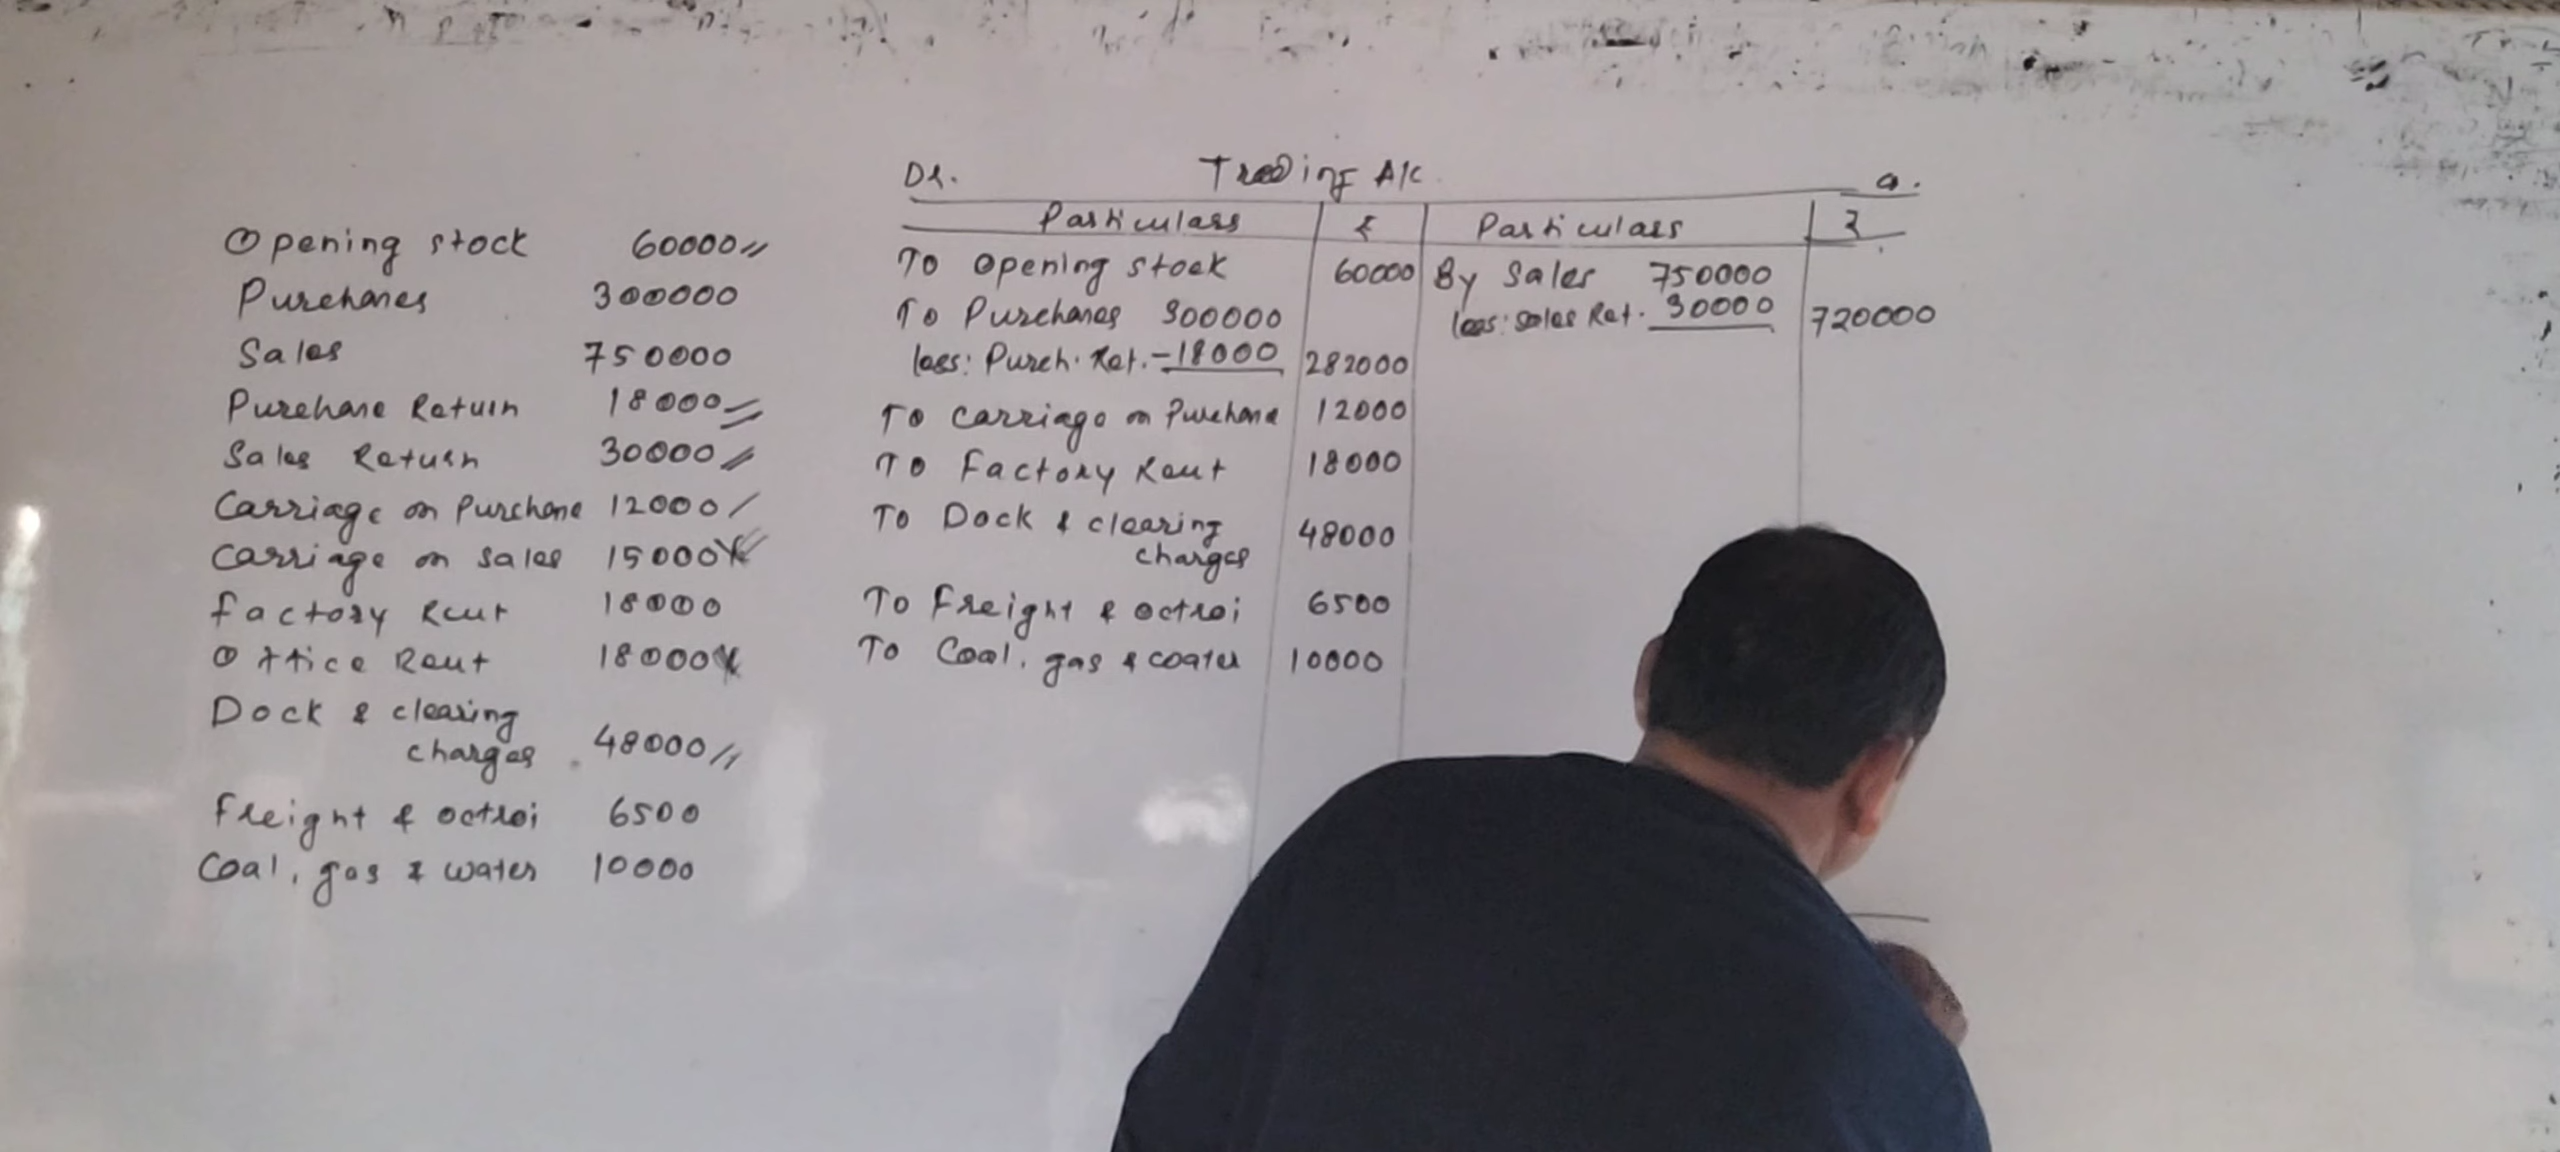 Opening stock 60000
Purchases 300000
Sales 750000
Purchase Return 18000
Sales Return 30000
Carriage on Purchase 12000
Carriage on Sales 15000
factory Rent 18000
Office Rent 18000
Dock & clearing
charges 48000
Freight & octroi 6500
Coal, gas & water 10000
Dr. Trading A/c Cr.
Particulars ₹ Particulars ₹
To Opening stock 60000 By Sales 750000
To Purchases 300000 less: Sales Ret. 30000 720000
less: Purch. Ret. -18000 282000
To Carriage on Purchase 12000
To Factory Rent 18000
To Dock & clearing
charges 48000
To Freight & octroi 6500
To Coal, gas & water 10000